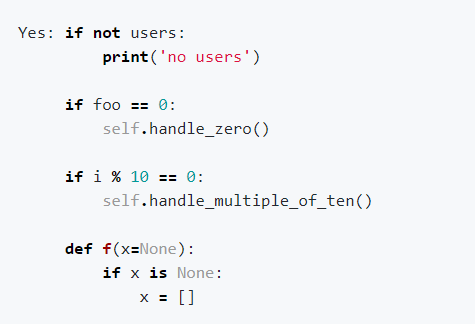 Yes: if not users:
         print('no users')

     if foo == 0:
         self.handle_zero()

     if i % 10 == 0:
         self.handle_multiple_of_ten()

     def f(x=None):
         if x is None:
             x = []